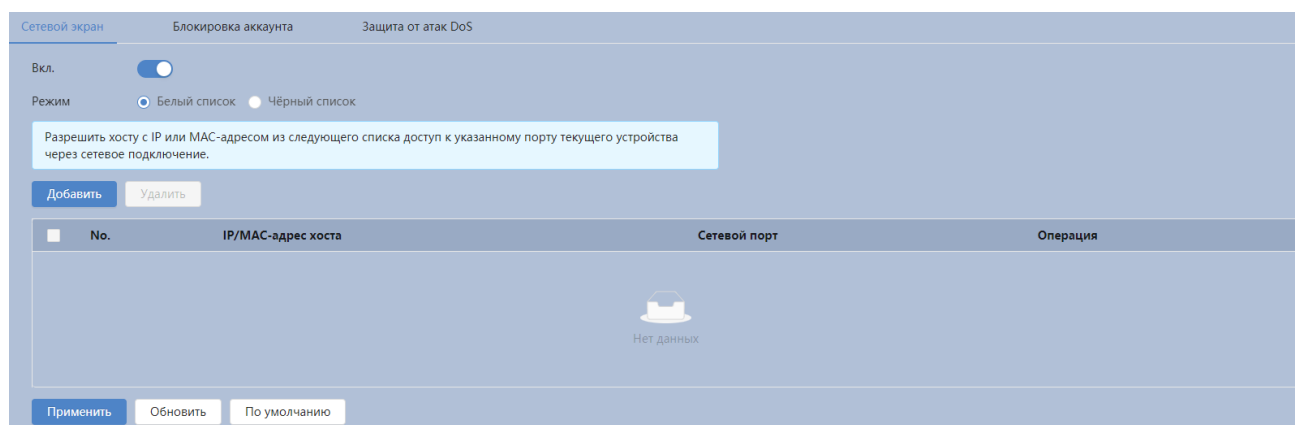 Сетевой экран Блокировка аккаунта Защита от атак DoS
Вкл.
Режим Белый список Чёрный список
Разрешить хосту с IP или MAC-адресом из следующего списка доступ к указанному порту текущего устройства
через сетевое подключение.
Добавить Удалить
No. IP/MAC-адрес хоста Сетевой порт Операция
Нет данных
Применить Обновить По умолчанию